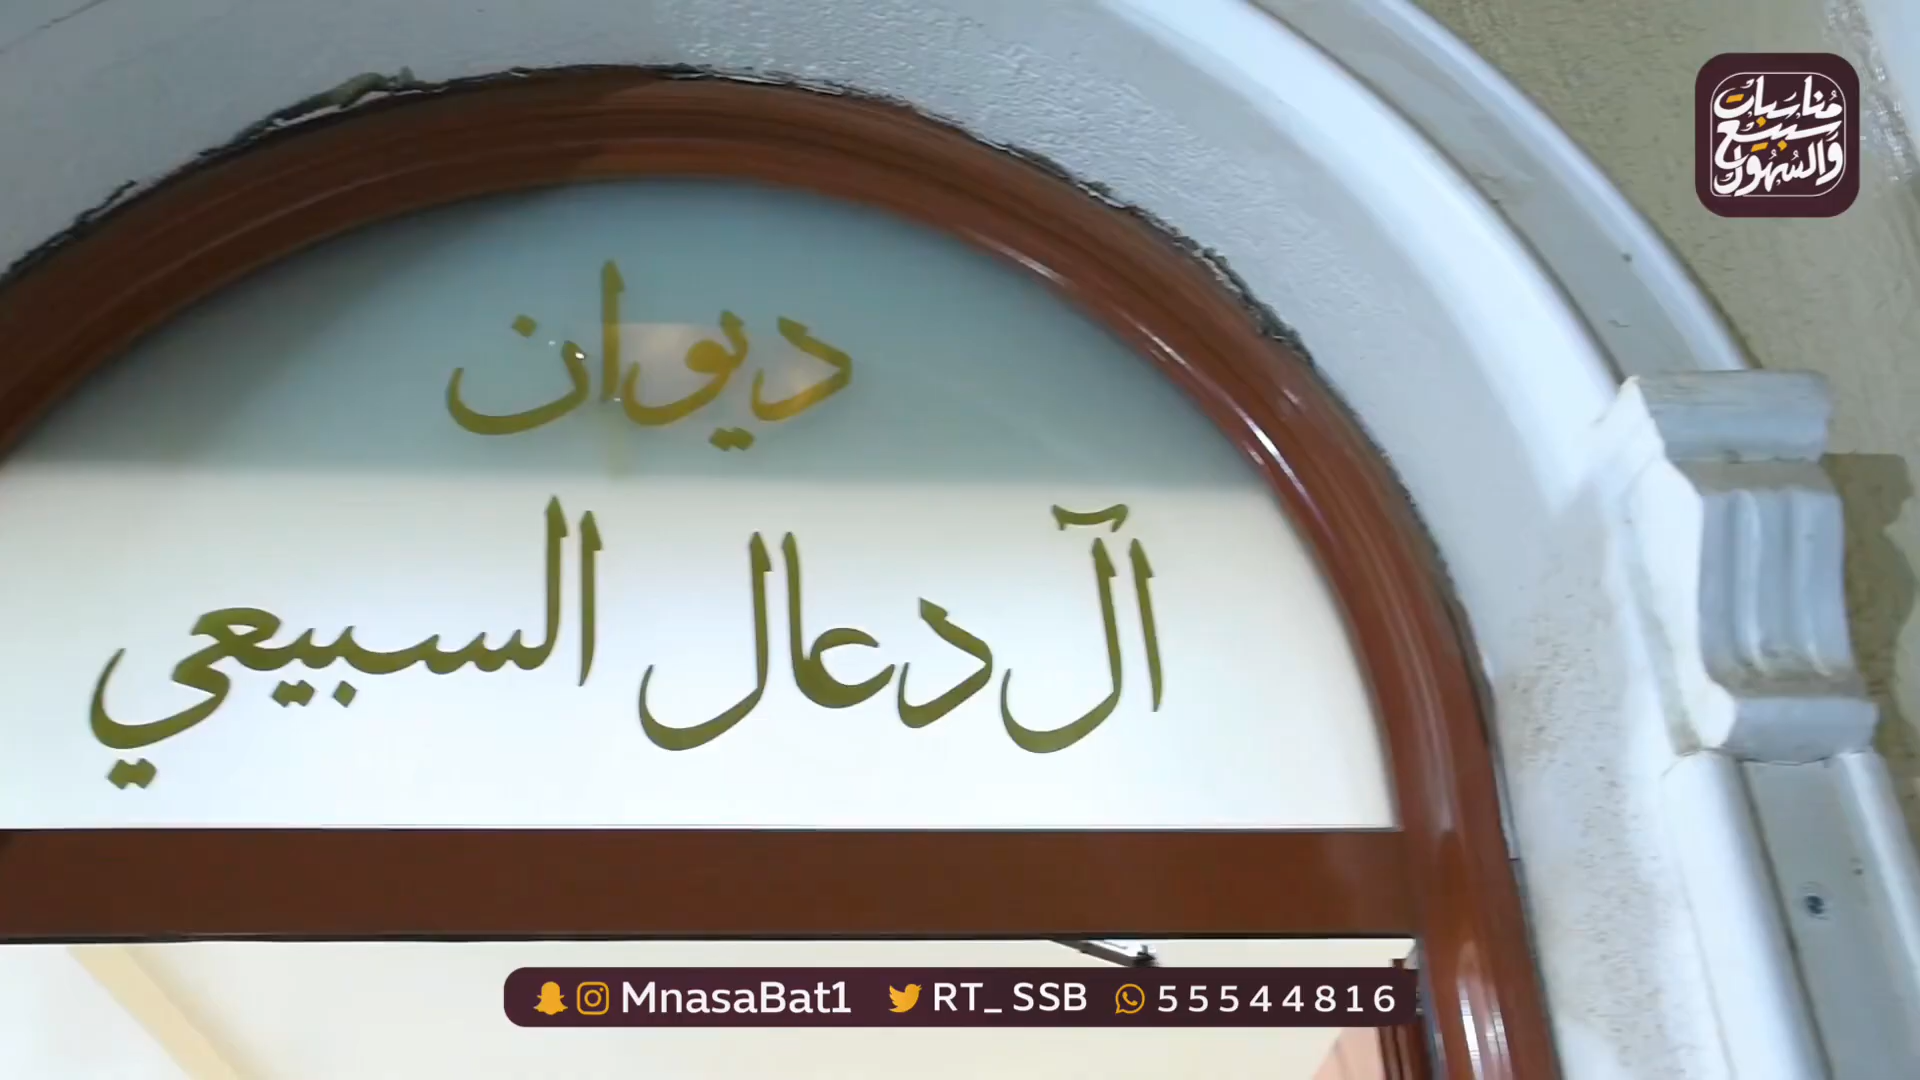 مناسبات
سبيع
والسهول
ديوان
آل دعال السبيعي
MnasaBat1 RT_SSB 55544816